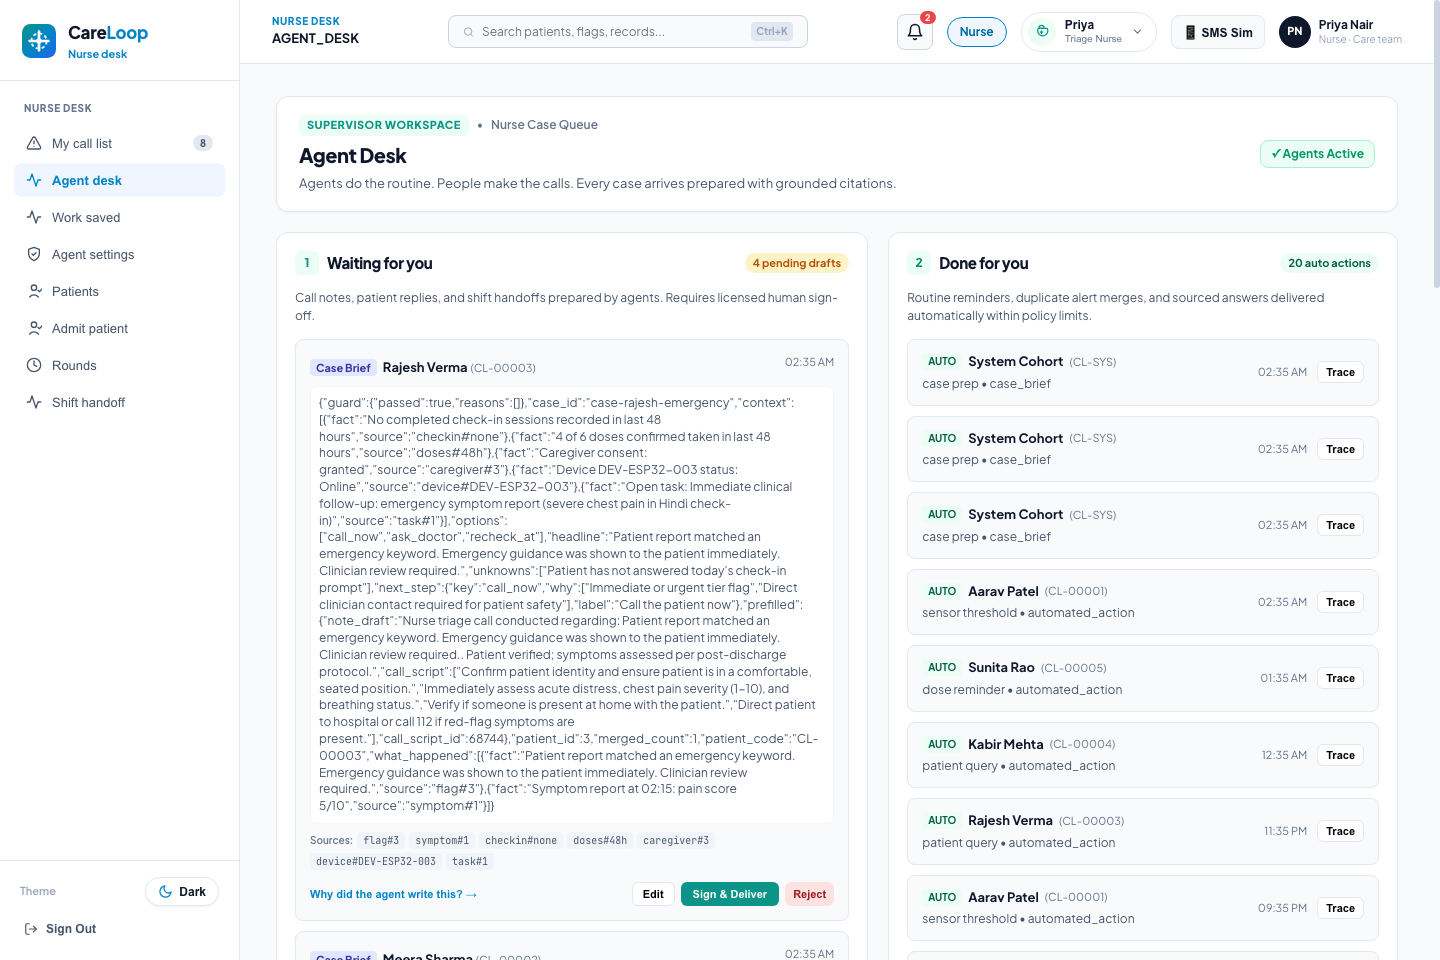 CareLoop
Nurse desk
NURSE DESK
My call list
8
Agent desk
Work saved
Agent settings
Patients
Admit patient
Rounds
Shift handoff
Theme
Dark
Sign Out
NURSE DESK
AGENT_DESK
Search patients, flags, records...
Ctrl+K
2
Nurse
Priya
Triage Nurse
SMS Sim
PN
Priya Nair
Nurse · Care team
SUPERVISOR WORKSPACE • Nurse Case Queue
Agent Desk
Agents do the routine. People make the calls. Every case arrives prepared with grounded citations.
✓Agents Active
1 Waiting for you
4 pending drafts
Call notes, patient replies, and shift handoffs prepared by agents. Requires licensed human sign-
off.
Case Brief Rajesh Verma (CL-00003)
02:35 AM
{"guard":{"passed":true,"reasons":[]},"case_id":"case-rajesh-emergency","context":
[{"fact":"No completed check-in sessions recorded in last 48
hours","source":"checkin#none"},{"fact":"4 of 6 doses confirmed taken in last 48
hours","source":"doses#48h"},{"fact":"Caregiver consent:
granted","source":"caregiver#3"},{"fact":"Device DEV-ESP32-003 status:
Online","source":"device#DEV-ESP32-003"},{"fact":"Open task: Immediate clinical
follow-up: emergency symptom report (severe chest pain in Hindi check-
in)","source":"task#1"}],"options":
["call_now","ask_doctor","recheck_at"],"headline":"Patient report matched an
emergency keyword. Emergency guidance was shown to the patient immediately.
Clinician review required.","unknowns":["Patient has not answered today's check-in
prompt"],"next_step":{"key":"call_now","why":["Immediate or urgent tier flag","Direct
clinician contact required for patient safety"],"label":"Call the patient now"},"prefilled":
{"note_draft":"Nurse triage call conducted regarding: Patient report matched an
emergency keyword. Emergency guidance was shown to the patient immediately.
Clinician review required.. Patient verified; symptoms assessed per post-discharge
protocol.","call_script":["Confirm patient identity and ensure patient is in a comfortable,
seated position.","Immediately assess acute distress, chest pain severity (1-10), and
breathing status.","Verify if someone is present at home with the patient.","Direct patient
to hospital or call 112 if red-flag symptoms are
present."],"call_script_id":68744},"patient_id":3,"merged_count":1,"patient_code":"CL-
00003","what_happened":[{"fact":"Patient report matched an emergency keyword.
Emergency guidance was shown to the patient immediately. Clinician review
required.","source":"flag#3"},{"fact":"Symptom report at 02:15: pain score
5/10","source":"symptom#1"}]}
Sources: flag#3 symptom#1 checkin#none doses#48h caregiver#3
device#DEV-ESP32-003 task#1
Why did the agent write this? →
Edit
Sign & Deliver
Reject
Case Brief Meera Sharma (CL-00002)
02:35 AM
2 Done for you
20 auto actions
Routine reminders, duplicate alert merges, and sourced answers delivered
automatically within policy limits.
AUTO System Cohort (CL-SYS)
case prep • case_brief
02:35 AM Trace
AUTO System Cohort (CL-SYS)
case prep • case_brief
02:35 AM Trace
AUTO System Cohort (CL-SYS)
case prep • case_brief
02:35 AM Trace
AUTO Aarav Patel (CL-00001)
sensor threshold • automated_action
02:35 AM Trace
AUTO Sunita Rao (CL-00005)
dose reminder • automated_action
01:35 AM Trace
AUTO Kabir Mehta (CL-00004)
patient query • automated_action
12:35 AM Trace
AUTO Rajesh Verma (CL-00003)
patient query • automated_action
11:35 PM Trace
AUTO Aarav Patel (CL-00001)
sensor threshold • automated_action
09:35 PM Trace